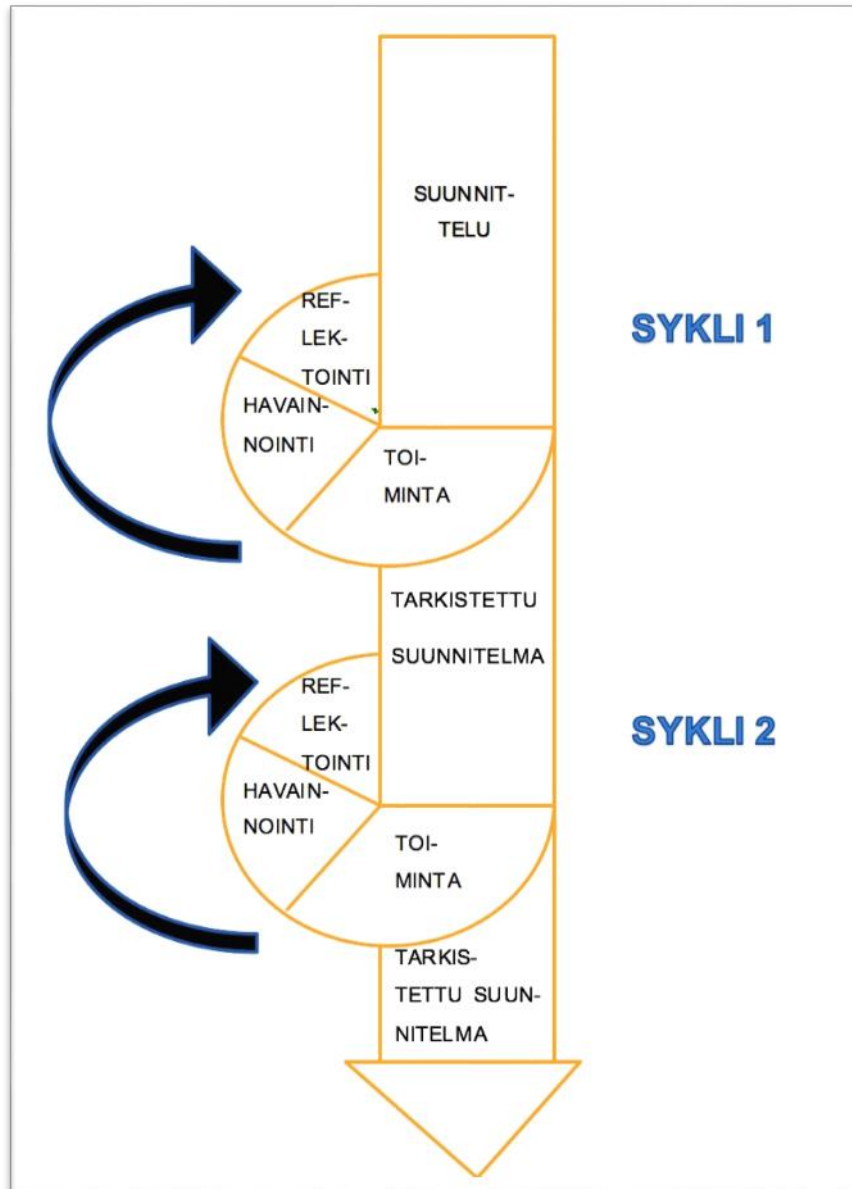 SUUNNIT-
TELU
SYKLI 1
REF-
LEK-
TOINTI
HAVAIN-
NOINTI
TOI-
MINTA
TARKISTETTU
SUUNNITELMA
SYKLI 2
REF-
LEK-
TOINTI
HAVAIN-
NOINTI
TOI-
MINTA
TARKIS-
TETTU SUUN-
NITELMA